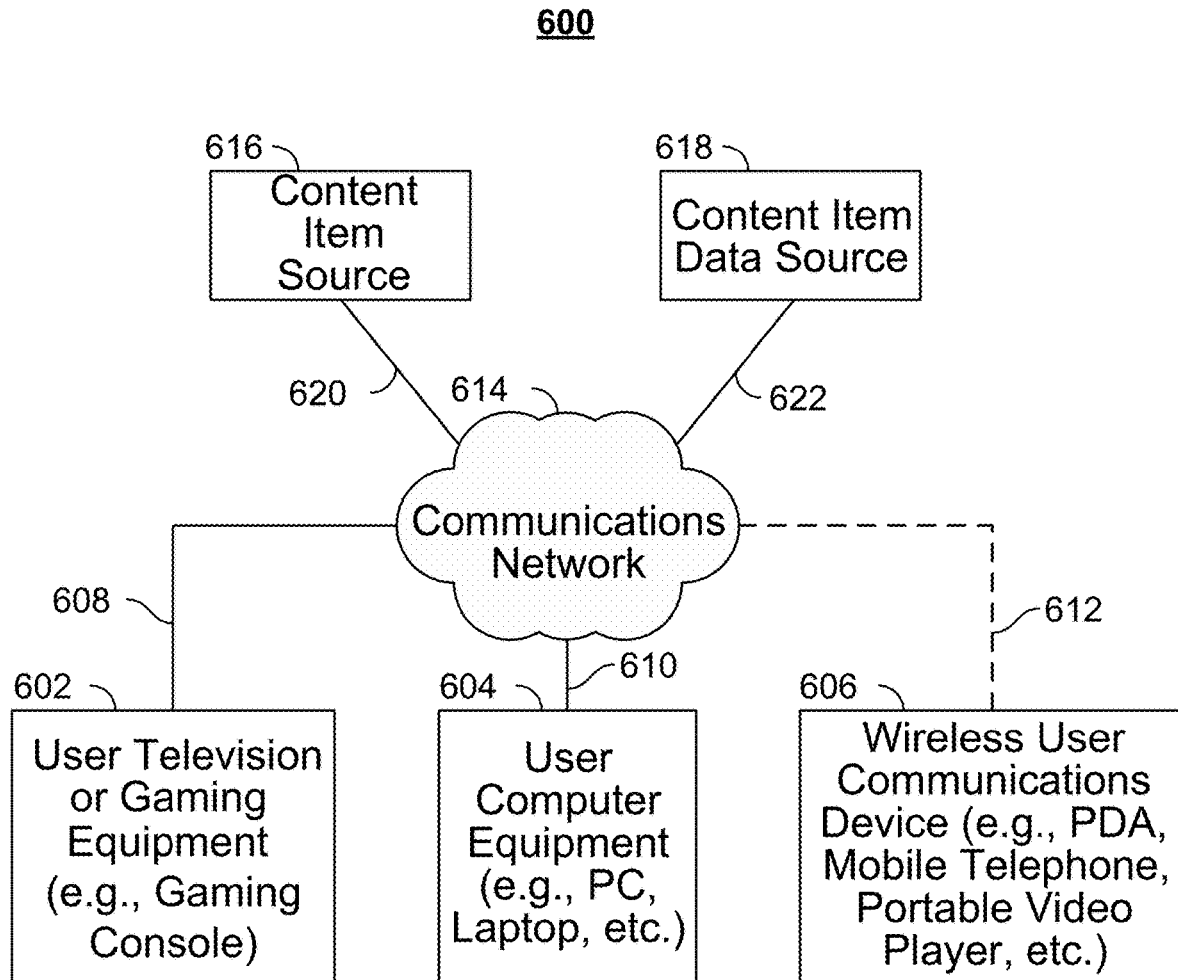 600
616
Content
Item
Source
618
Content Item
Data Source
620
614
622
Communications
Network
608
612
610
602
User Television
or Gaming
Equipment
(e.g., Gaming
Console)
604
User
Computer
Equipment
(e.g., PC,
Laptop, etc.)
606
Wireless User
Communications
Device (e.g., PDA,
Mobile Telephone,
Portable Video
Player, etc.)